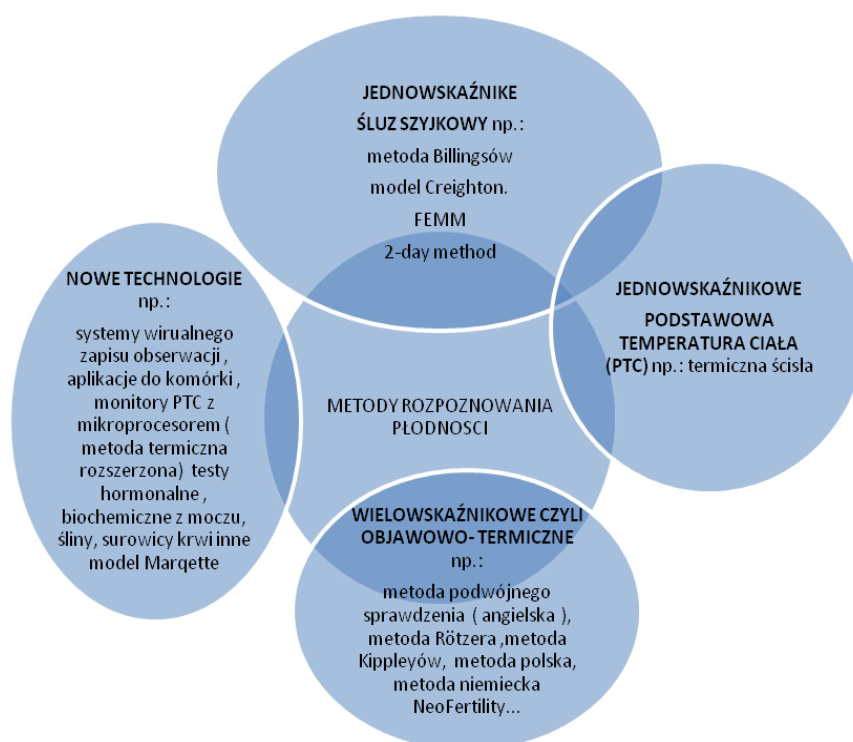 JEDNOWSKAŹNIKE
ŚLUZ SZYJKOWY np.:
metoda Billingsów
model Creighton.
FEMM
2-day method
NOWE TECHNOLOGIE
np.:
systemy wirualnego
zapisu obserwacji ,
aplikacje do komórki ,
monitory PTC z
mikroprocesorem (
metoda termiczna
rozszerzona) testy
hormonalne ,
biochemiczne z moczu,
śliny, surowicy krwi inne
model Marqette
JEDNOWSKAŹNIKOWE
PODSTAWOWA
TEMPERATURA CIAŁA
(PTC) np.: termiczna ścisła
METODY ROZPOZNOWANIA
PŁODNOSCI
WIELOWSKAŹNIKOWE CZYLI
OBJAWOWO- TERMICZNE
np.:
metoda podwójnego
sprawdzenia ( angielska ),
metoda Rötzera ,metoda
Kippleyów, metoda polska,
metoda niemiecka
NeoFertility...